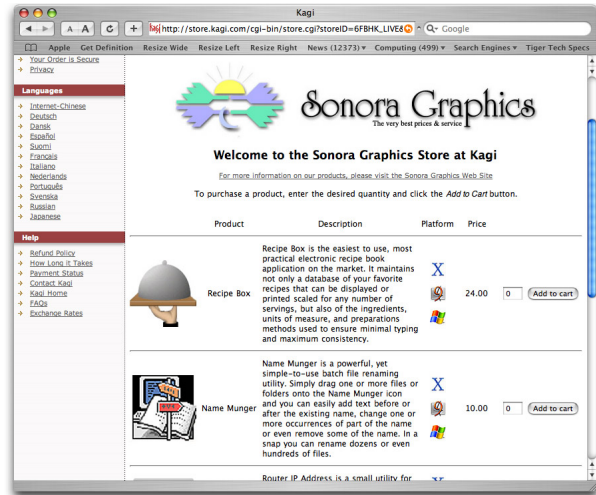 Kagi
A A
http://store.kagi.com/cgi-bin/store.cgi?storeID=6FBHK_LIVE&
Google
Apple Get Definition Resize Wide Resize Left Resize Right News (12373) Computing (499) Search Engines Tiger Tech Specs
Your Order is Secure
Privacy
Languages
Internet-Chinese
Deutsch
Dansk
Español
Suomi
Français
Italiano
Nederlands
Português
Svenska
Russian
Japanese
Help
Refund Policy
How Long it Takes
Payment Status
Contact Kagi
Kagi Home
FAQs
Exchange Rates
Sonora Graphics
The very best prices & service
Welcome to the Sonora Graphics Store at Kagi
For more information on our products, please visit the Sonora Graphics Web Site
To purchase a product, enter the desired quantity and click the Add to Cart button.
Product Description Platform Price
Recipe Box
Recipe Box is the easiest to use, most
practical electronic recipe book
application on the market. It maintains
not only a database of your favorite
recipes that can be displayed or
printed scaled for any number of
servings, but also of the ingredients,
units of measure, and preparations
methods used to ensure minimal typing
and maximum consistency.
X
24.00 0 Add to cart
Name Munger
Name Munger is a powerful, yet
simple-to-use batch file renaming
utility. Simply drag one or more files or
folders onto the Name Munger icon
and you can easily add text before or
after the existing name, change one or
more occurrences of part of the name
or even remove some of the name. In a
snap you can rename dozens or even
hundreds of files.
X
10.00 0 Add to cart
Router IP Address is a small utility for